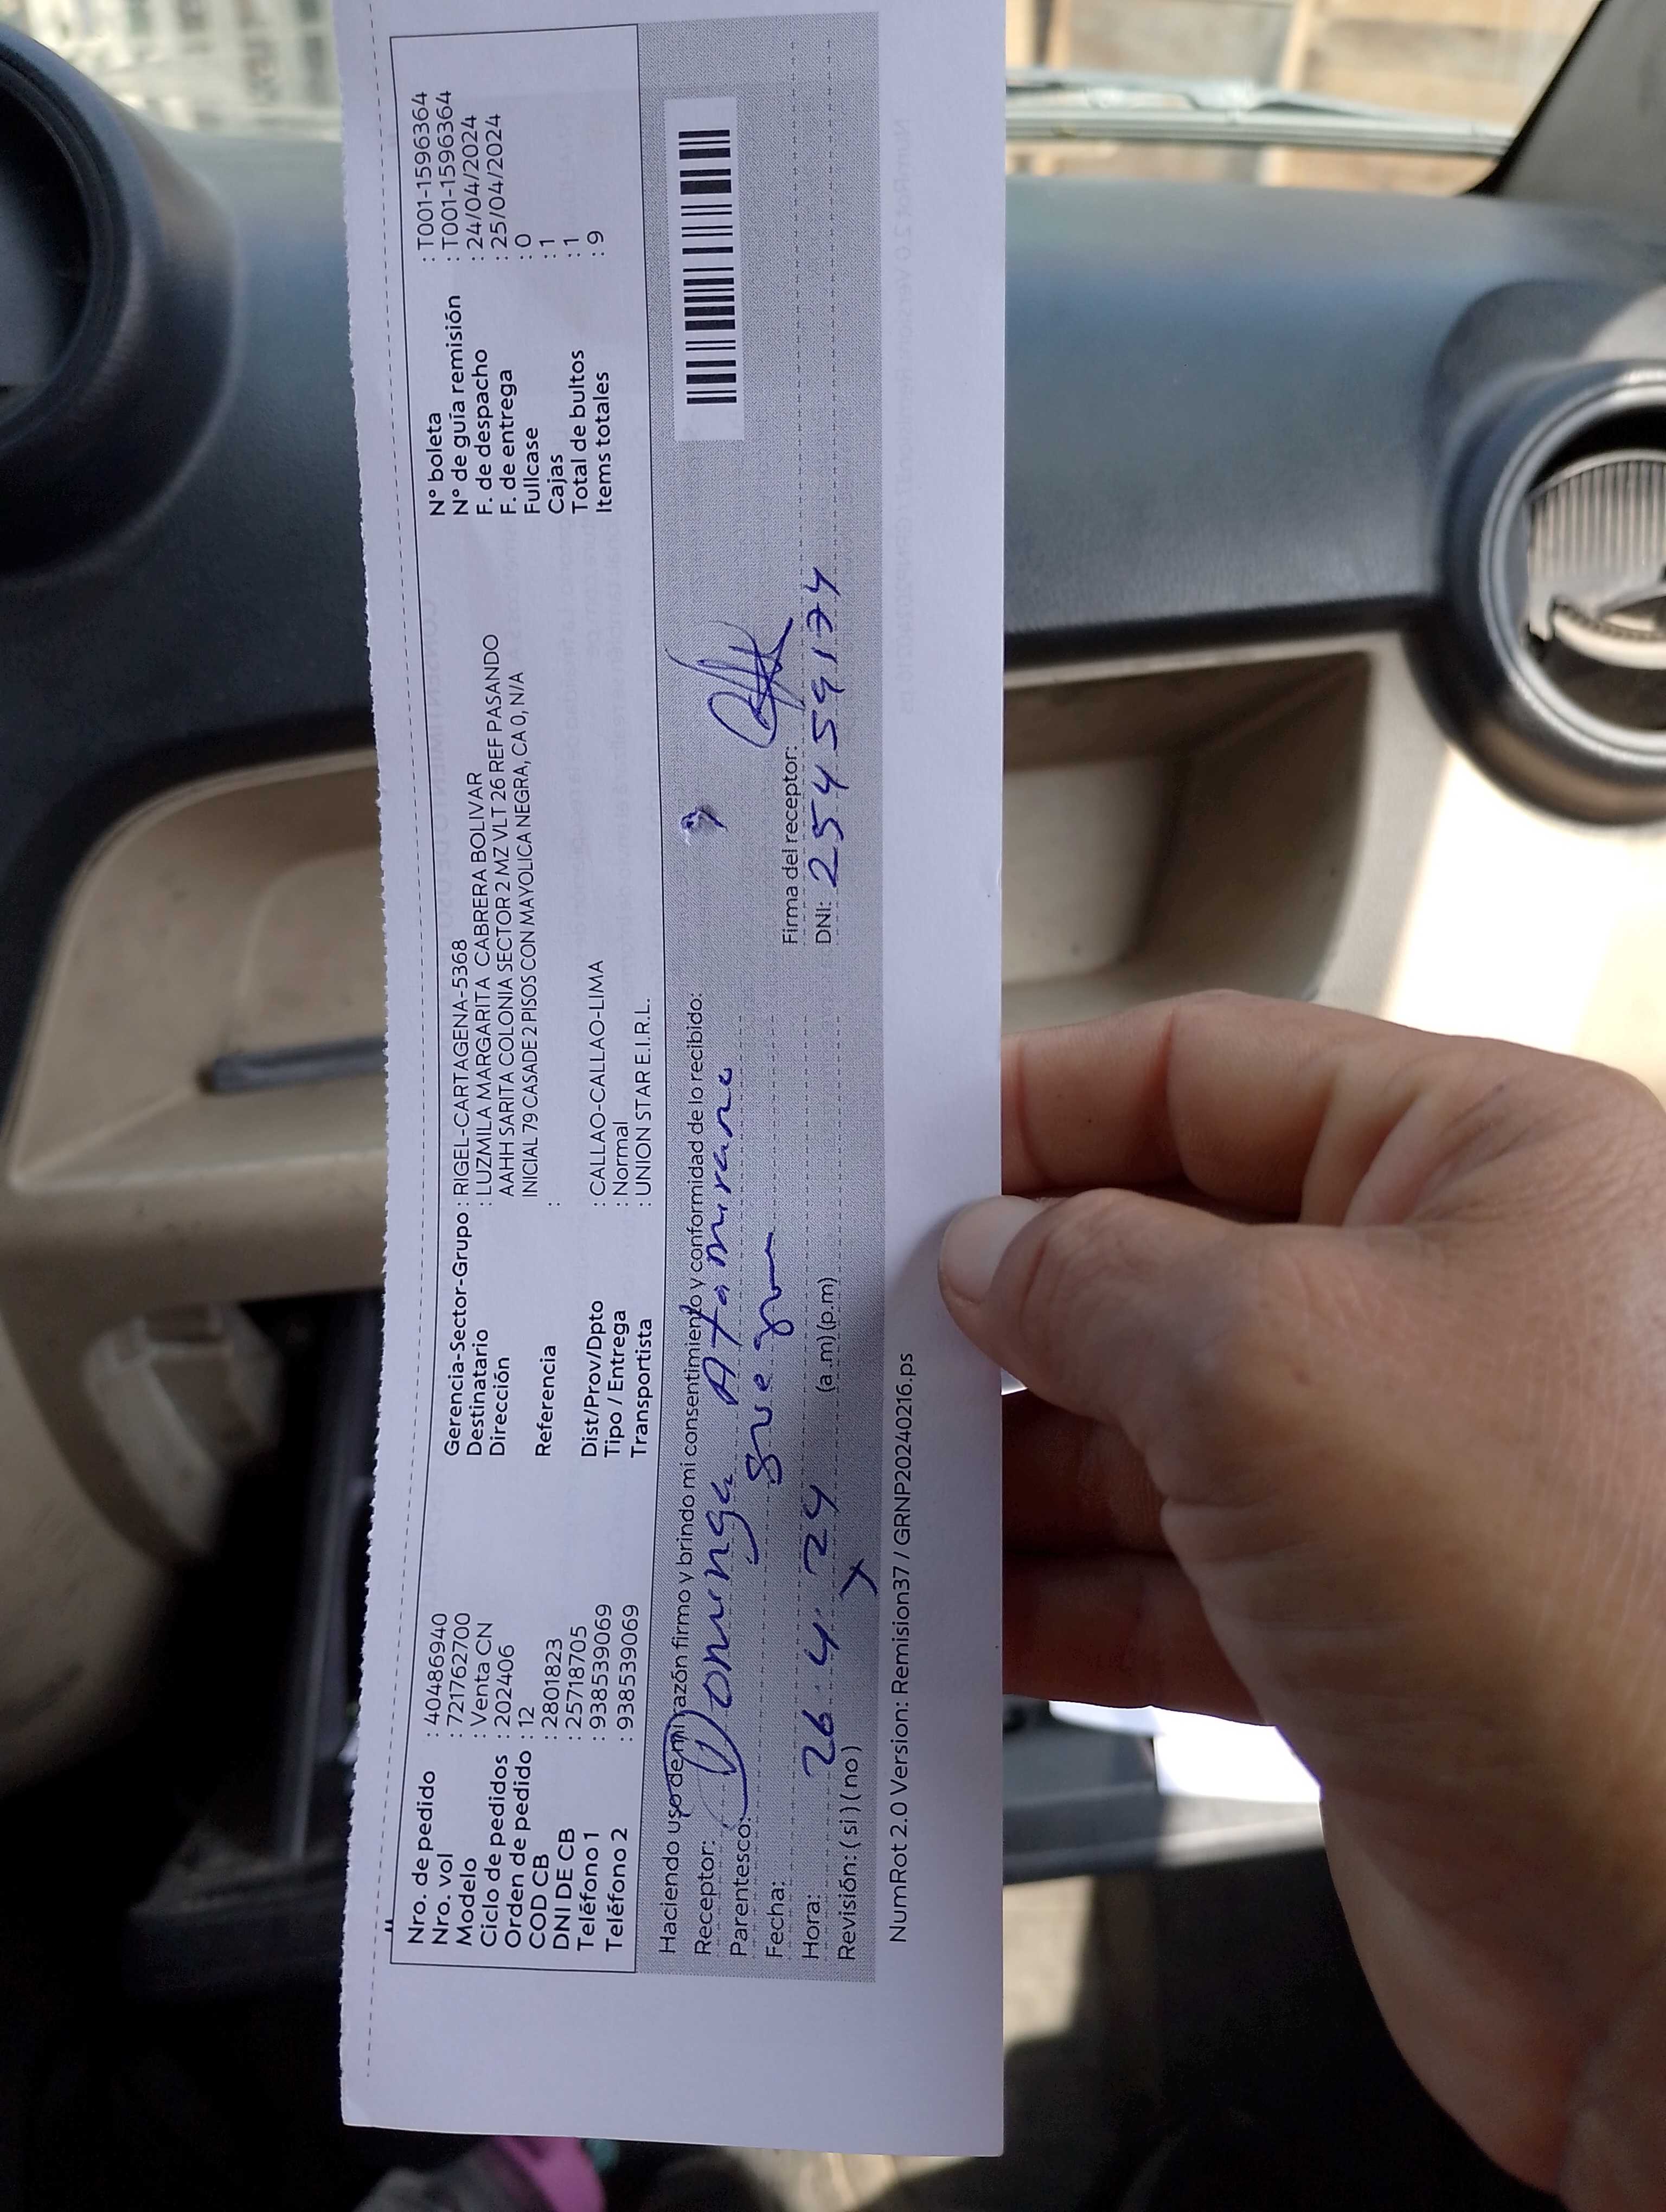 Nro. de pedido : 40486940
Nro. vol : 721762700
Modelo : Venta CN
Ciclo de pedidos : 202406
Orden de pedido : 12
COD CB : 2801823
DNI DE CB : 25718705
Teléfono 1 : 938539069
Teléfono 2 : 938539069
Gerencia-Sector-Grupo : RIGEL-CARTAGENA-5368
Destinatario : LUZMILA MARGARITA CABRERA BOLIVAR
Dirección AAHH SARITA COLONIA SECTOR 2 MZ VLT 26 REF PASANDO
INICIAL 79 CASADE 2 PISOS CON MAYOLICA NEGRA, CA 0, N/A
Referencia :
Dist/Prov/Dpto : CALLAO-CALLAO-LIMA
Tipo / Entrega : Normal
Transportista : UNION STAR E.I.R.L.
N° boleta : T001-1596364
N° de guía remisión : T001-1596364
F. de despacho : 24/04/2024
F. de entrega : 25/04/2024
Fullcase : 0
Cajas : 1
Total de bultos : 1
Items totales : 9
Haciendo uso de mi razón firmo y brindo mi consentimiento y conformidad de lo recibido:
Receptor: Dominga
Parentesco: suegra
Fecha: 26.4.24
Hora: (a.m) (p.m)
Revisión: ( si ) ( no )
Firma del receptor:
DNI: 25459174
NumRot 2.0 Version: Remision37 / GRNP20240216.ps